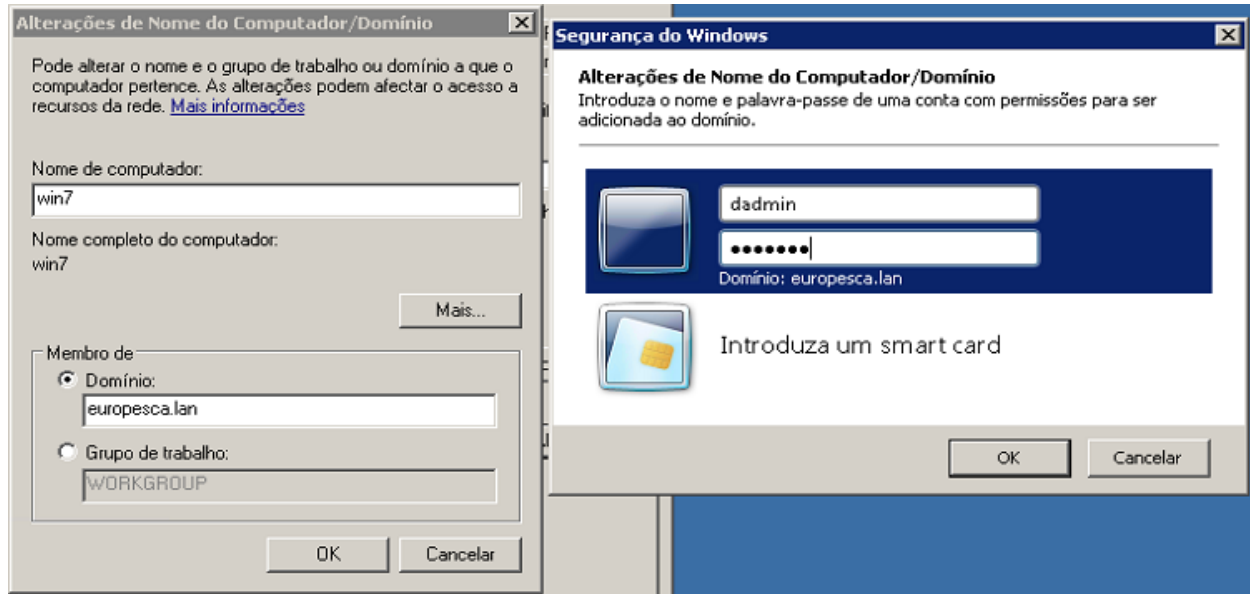 Alterações de Nome do Computador/Domínio
Pode alterar o nome e o grupo de trabalho ou domínio a que o
computador pertence. As alterações podem afectar o acesso a
recursos da rede. Mais informações
Nome de computador:
win7
Nome completo do computador:
win7
Mais...
Membro de
Domínio:
europesca.lan
Grupo de trabalho:
WORKGROUP
OK
Cancelar
Segurança do Windows
Alterações de Nome do Computador/Domínio
Introduza o nome e palavra-passe de uma conta com permissões para ser
adicionada ao domínio.
dadmin
●●●●●●●
Domínio: europesca.lan
Introduza um smart card
OK
Cancelar